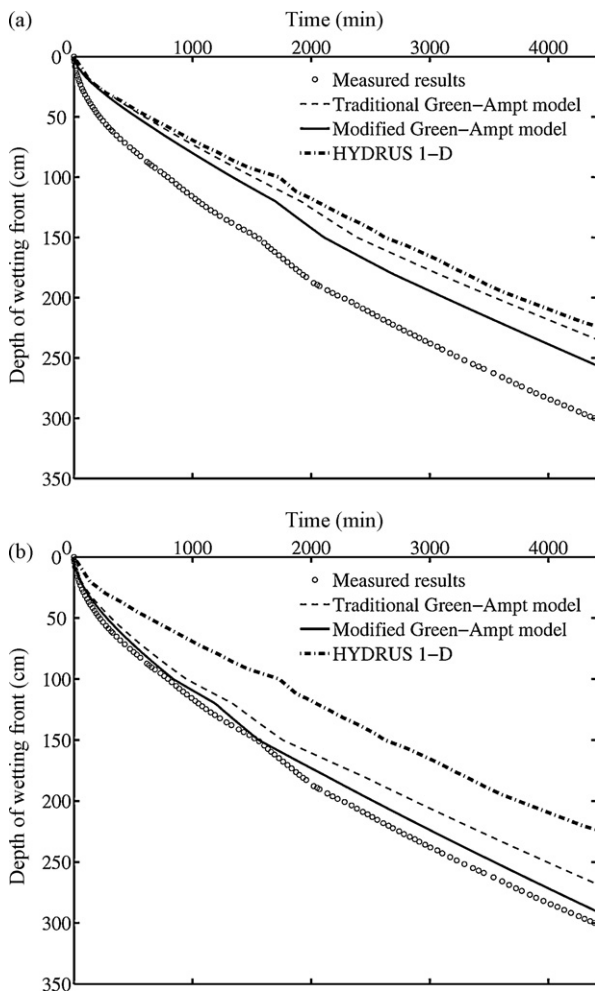 (a)
Time (min)
0 1000 2000 3000 4000
0
50
100
150
200
250
300
350
Depth of wetting front (cm)
Measured results
Traditional Green−Ampt model
Modified Green−Ampt model
HYDRUS 1−D
(b)
Time (min)
0 1000 2000 3000 4000
0
50
100
150
200
250
300
350
Depth of wetting front (cm)
Measured results
Traditional Green−Ampt model
Modified Green−Ampt model
HYDRUS 1−D